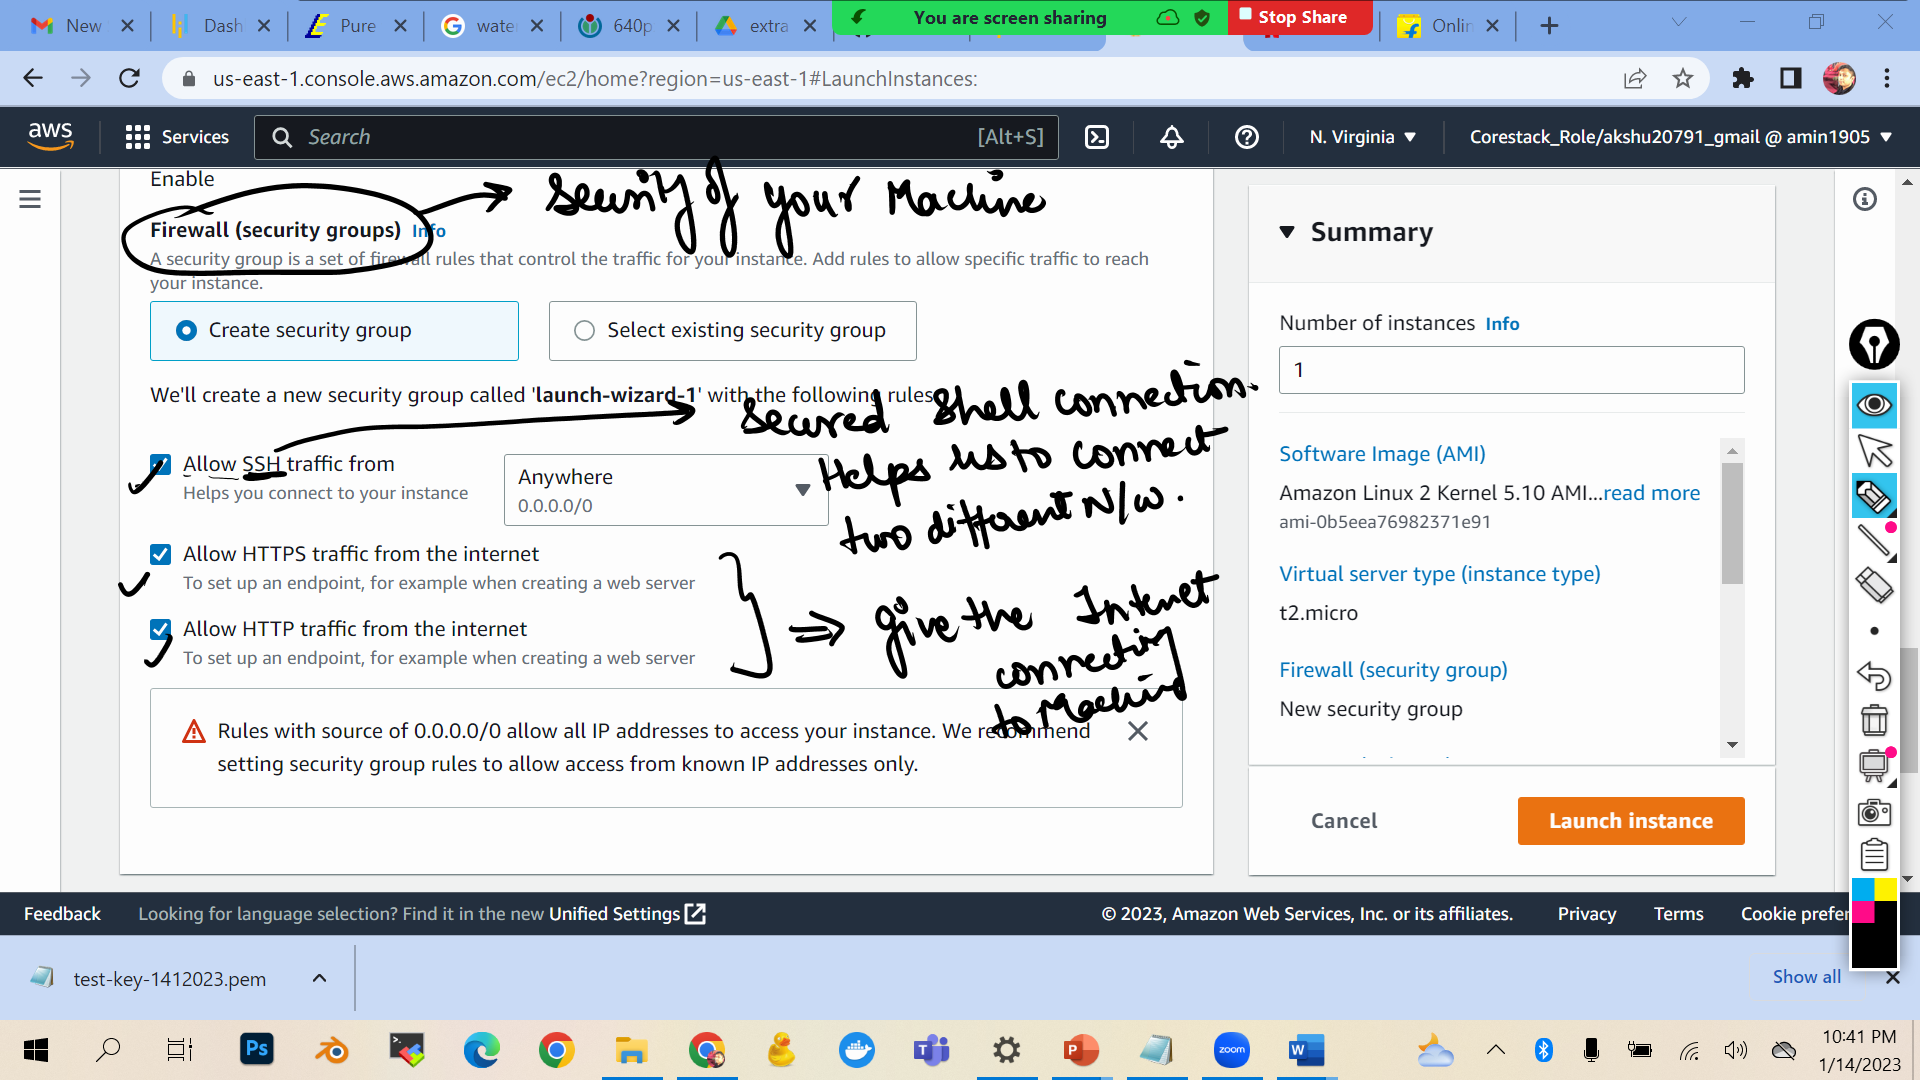 New
Dash
Pure
wate
640p
extra
You are screen sharing
Stop Share
Onlin
us-east-1.console.aws.amazon.com/ec2/home?region=us-east-1#LaunchInstances:
aws
Services
Search
[Alt+S]
N. Virginia
Corestack_Role/akshu20791_gmail @ amin1905
Enable
Security of your Machine
Firewall (security groups) Info
A security group is a set of firewall rules that control the traffic for your instance. Add rules to allow specific traffic to reach
your instance.
Create security group
Select existing security group
We'll create a new security group called 'launch-wizard-1' with the following rules
Secured Shell connection.
Helps us to connect
two different N/W.
Allow SSH traffic from
Helps you connect to your instance
Anywhere
0.0.0.0/0
Allow HTTPS traffic from the internet
To set up an endpoint, for example when creating a web server
Allow HTTP traffic from the internet
To set up an endpoint, for example when creating a web server
give the Internet
to Machine
Rules with source of 0.0.0.0/0 allow all IP addresses to access your instance. We recommend
setting security group rules to allow access from known IP addresses only.
Summary
Number of instances Info
1
Software Image (AMI)
Amazon Linux 2 Kernel 5.10 AMI...read more
ami-0b5eea76982371e91
Virtual server type (instance type)
t2.micro
Firewall (security group)
New security group
Cancel
Launch instance
Feedback
Looking for language selection? Find it in the new Unified Settings
© 2023, Amazon Web Services, Inc. or its affiliates.
Privacy
Terms
Cookie prefer
test-key-1412023.pem
Show all
Ps
zoom
10:41 PM
1/14/2023